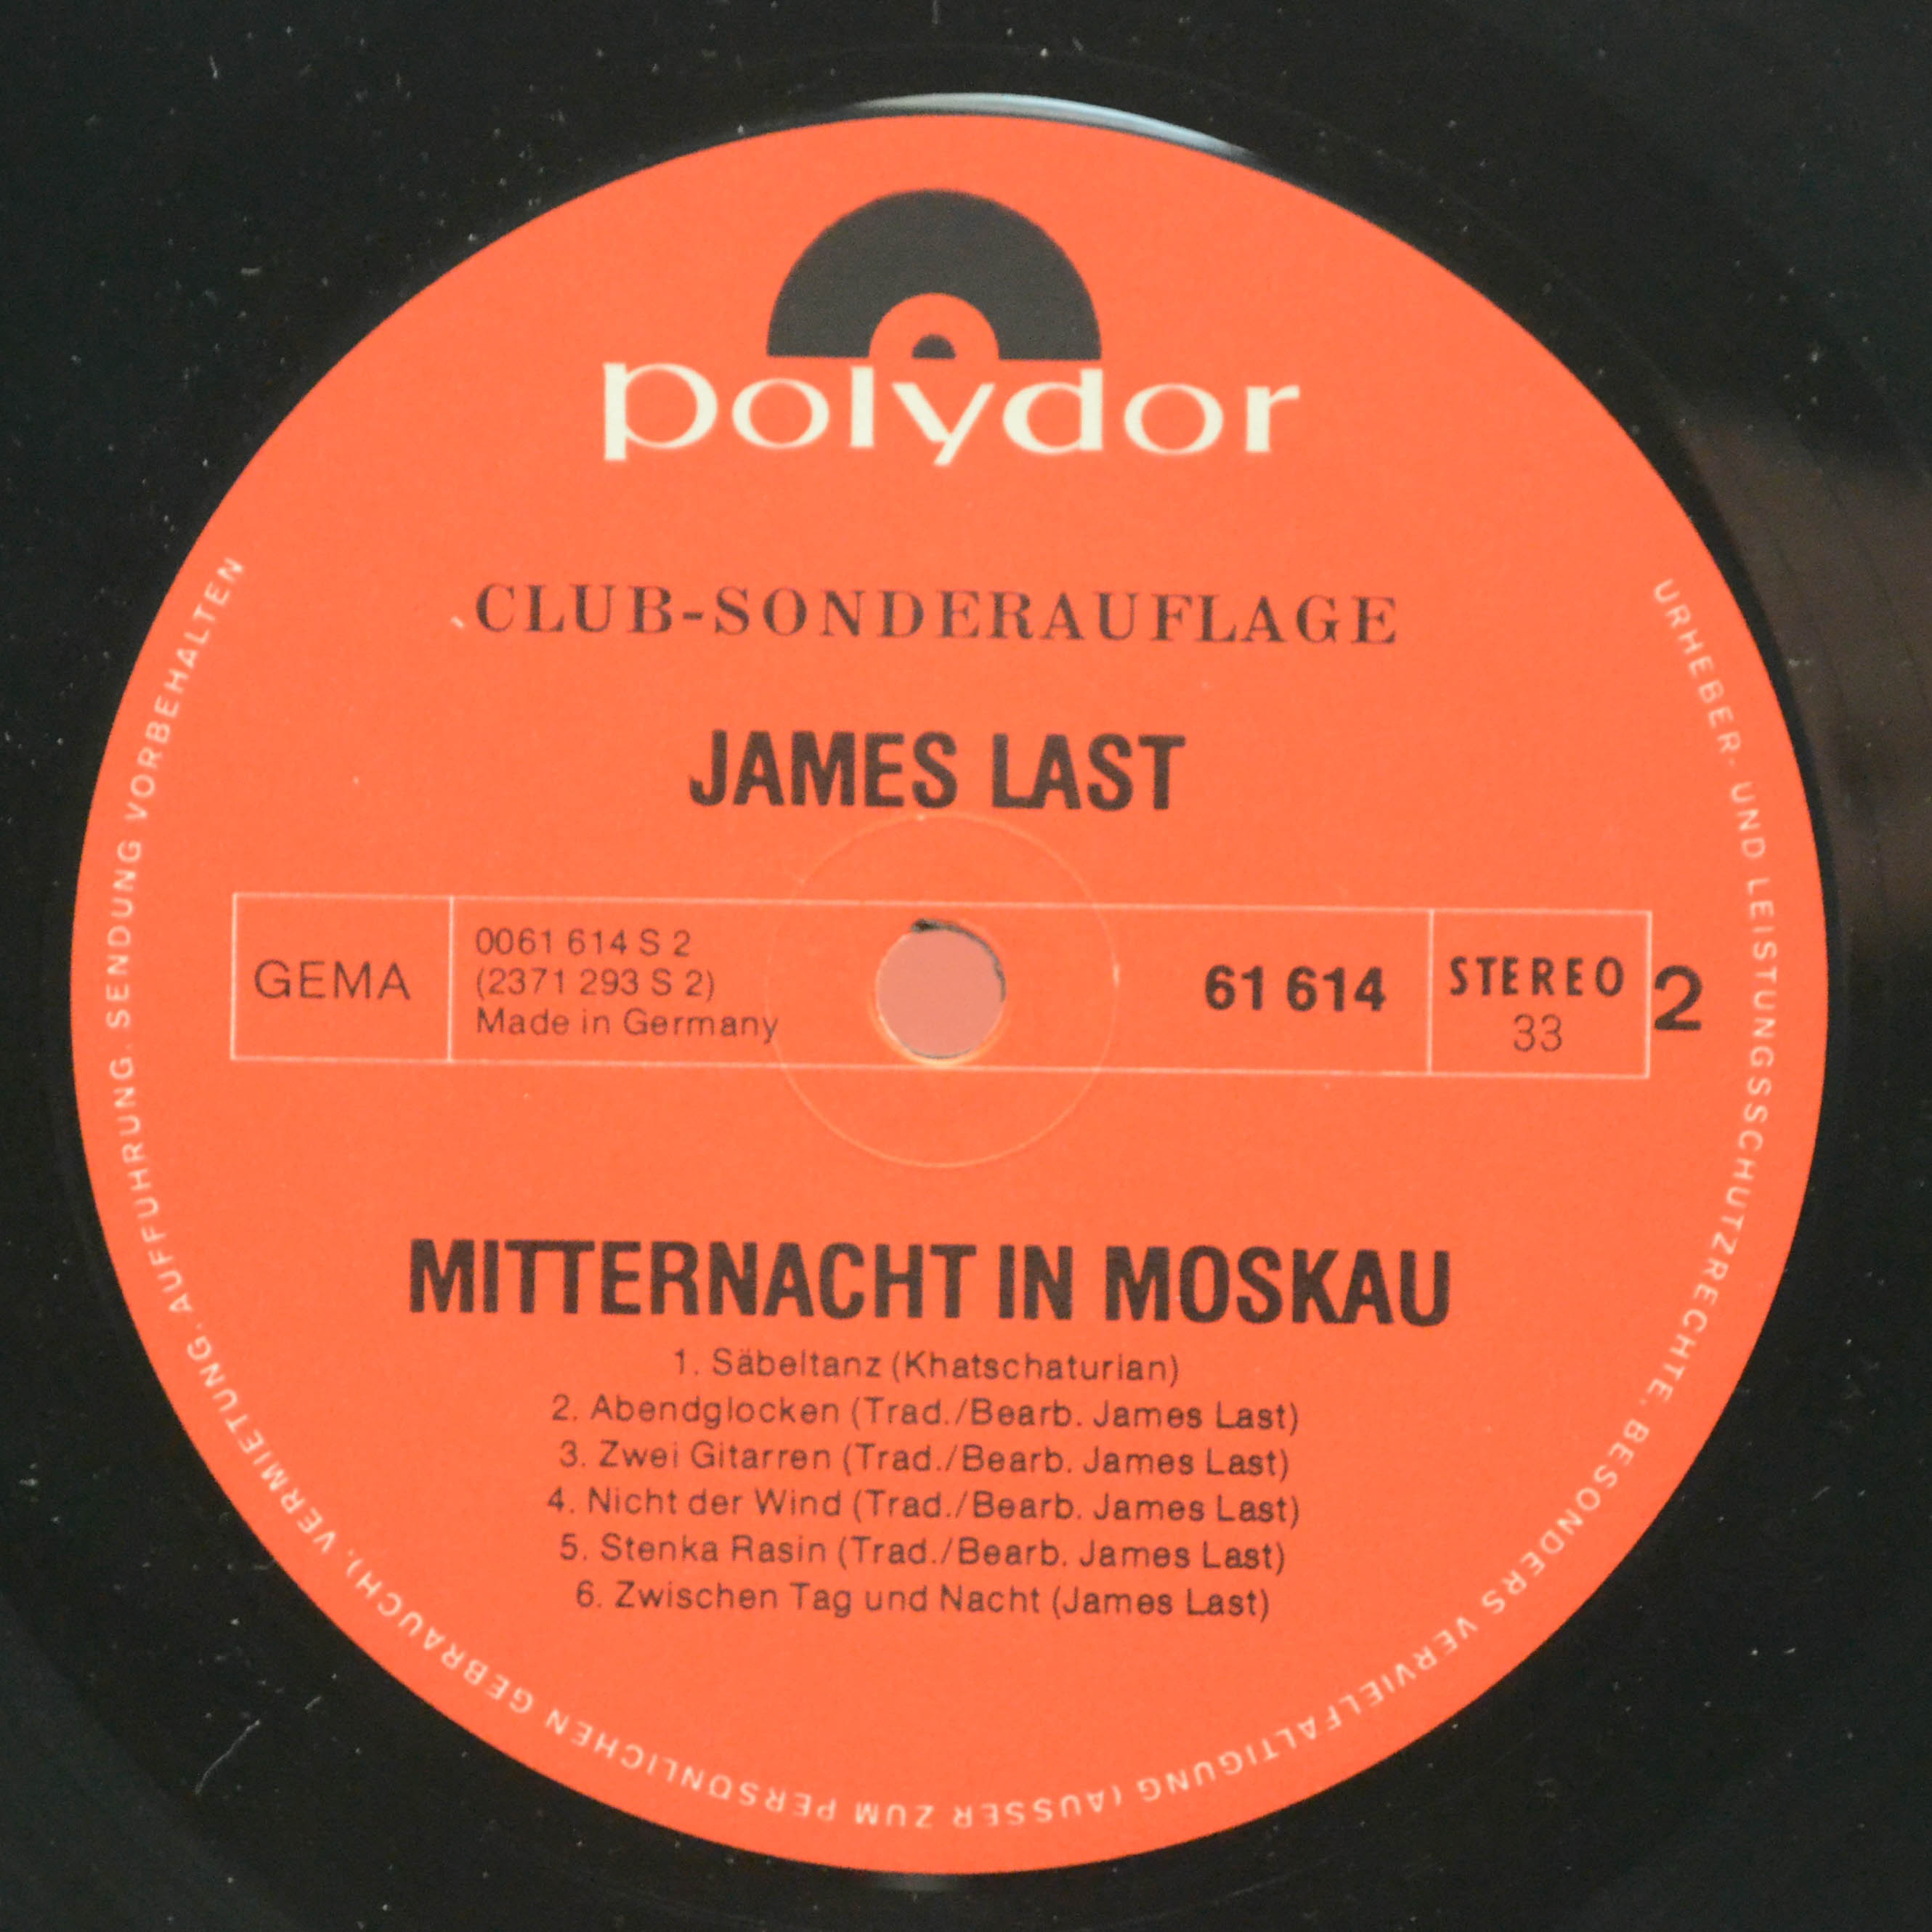 polydor
CLUB-SONDERAUFLAGE
JAMES LAST
GEMA
0061 614 S 2
(2371 293 S 2)
Made in Germany
61 614
STEREO
33
2
MITTERNACHT IN MOSKAU
1. Säbeltanz (Khatschaturian)
2. Abendglocken (Trad./Bearb. James Last)
3. Zwei Gitarren (Trad./Bearb. James Last)
4. Nicht der Wind (Trad./Bearb. James Last)
5. Stenka Rasin (Trad./Bearb. James Last)
6. Zwischen Tag und Nacht (James Last)
URHEBER- UND LEISTUNGSSCHUTZRECHTE, BESONDERS VERVIELFÄLTIGUNG (AUSSER ZUM PERSÖNLICHEN GEBRAUCH), VERMIETUNG, AUFFÜHRUNG, SENDUNG VORBEHALTEN